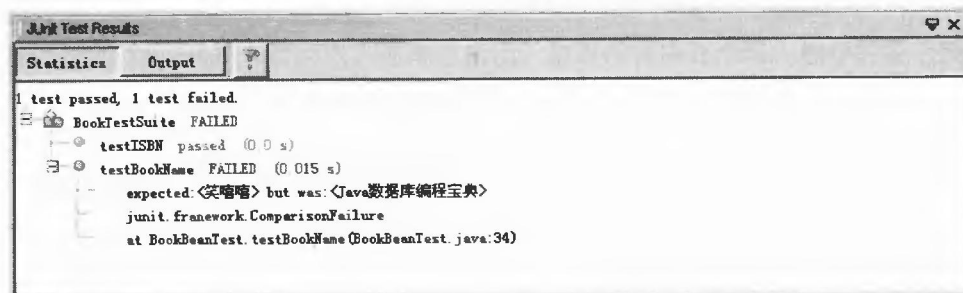 JUnit Test Results
Statistics Output
1 test passed, 1 test failed.
BookTestSuite FAILED
testISBN passed (0.0 s)
testBookName FAILED (0.015 s)
expected:<笑嘻嘻> but was:<Java数据库编程宝典>
junit.framework.ComparisonFailure
at BookBeanTest.testBookName(BookBeanTest.java:34)